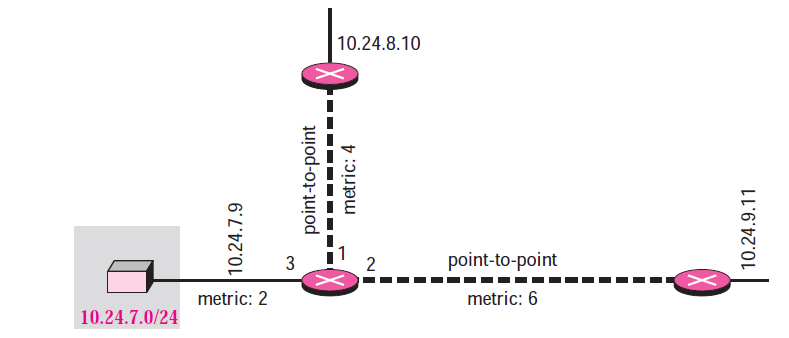 10.24.8.10
point-to-point
metric: 4
10.24.7.9
3
1
2
point-to-point
10.24.9.11
metric: 2
metric: 6
10.24.7.0/24